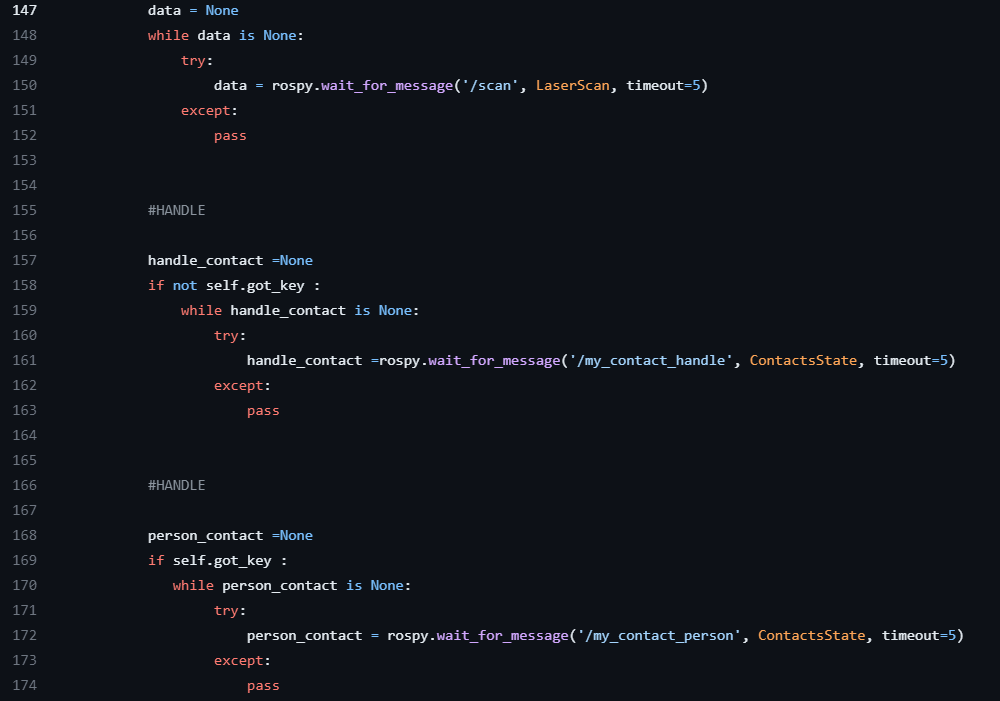 147 data = None
148 while data is None:
149 try:
150 data = rospy.wait_for_message('/scan', LaserScan, timeout=5)
151 except:
152 pass
153
154
155 #HANDLE
156
157 handle_contact =None
158 if not self.got_key :
159 while handle_contact is None:
160 try:
161 handle_contact =rospy.wait_for_message('/my_contact_handle', ContactsState, timeout=5)
162 except:
163 pass
164
165
166 #HANDLE
167
168 person_contact =None
169 if self.got_key :
170 while person_contact is None:
171 try:
172 person_contact = rospy.wait_for_message('/my_contact_person', ContactsState, timeout=5)
173 except:
174 pass